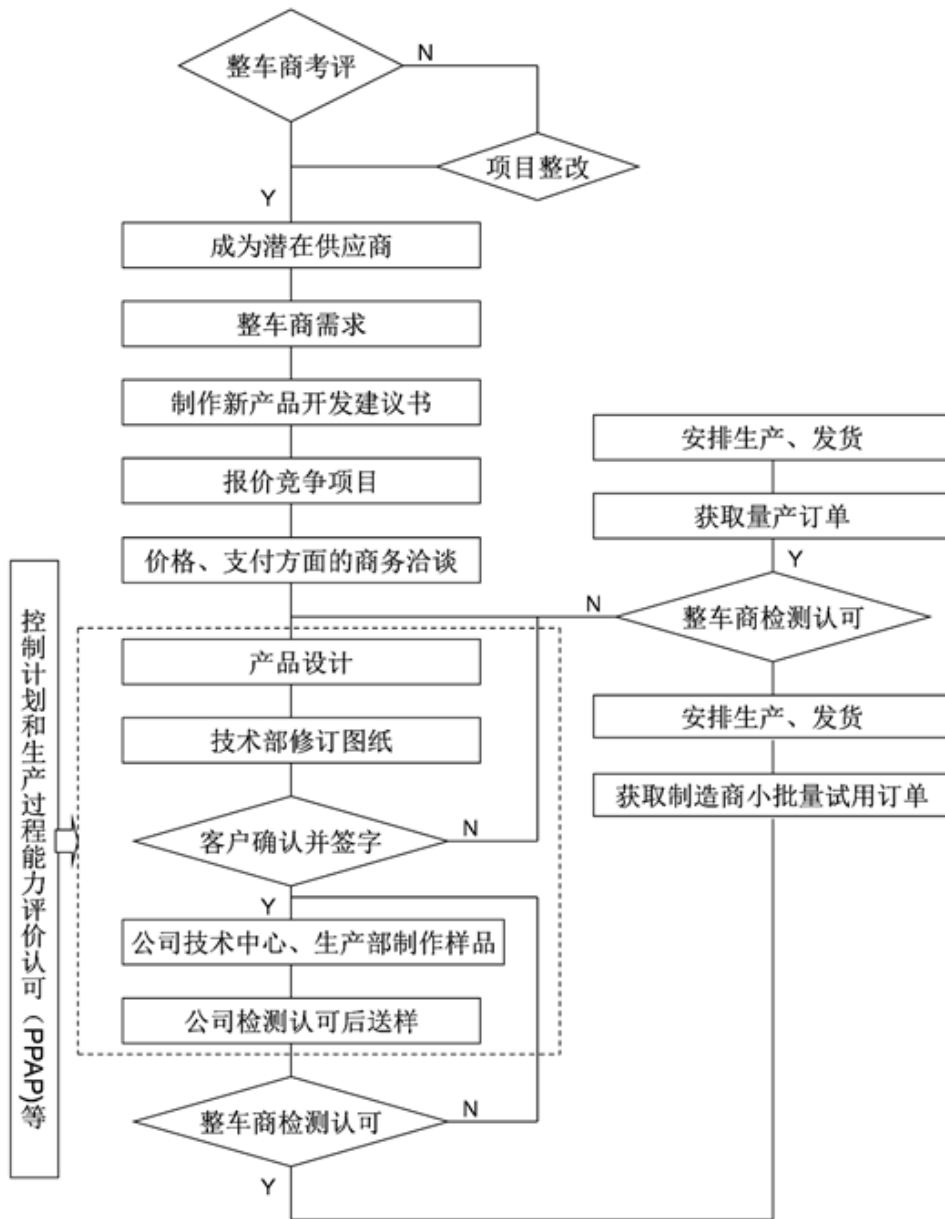 整车商考评
N
项目整改
Y
成为潜在供应商
整车商需求
制作新产品开发建议书
报价竞争项目
价格、支付方面的商务洽谈
产品设计
技术部修订图纸
客户确认并签字
N
Y
公司技术中心、生产部制作样品
公司检测认可后送样
整车商检测认可
N
Y
控制计划和生产过程能力评价认可（PPAP)等
安排生产、发货
获取量产订单
Y
整车商检测认可
N
安排生产、发货
获取制造商小批量试用订单